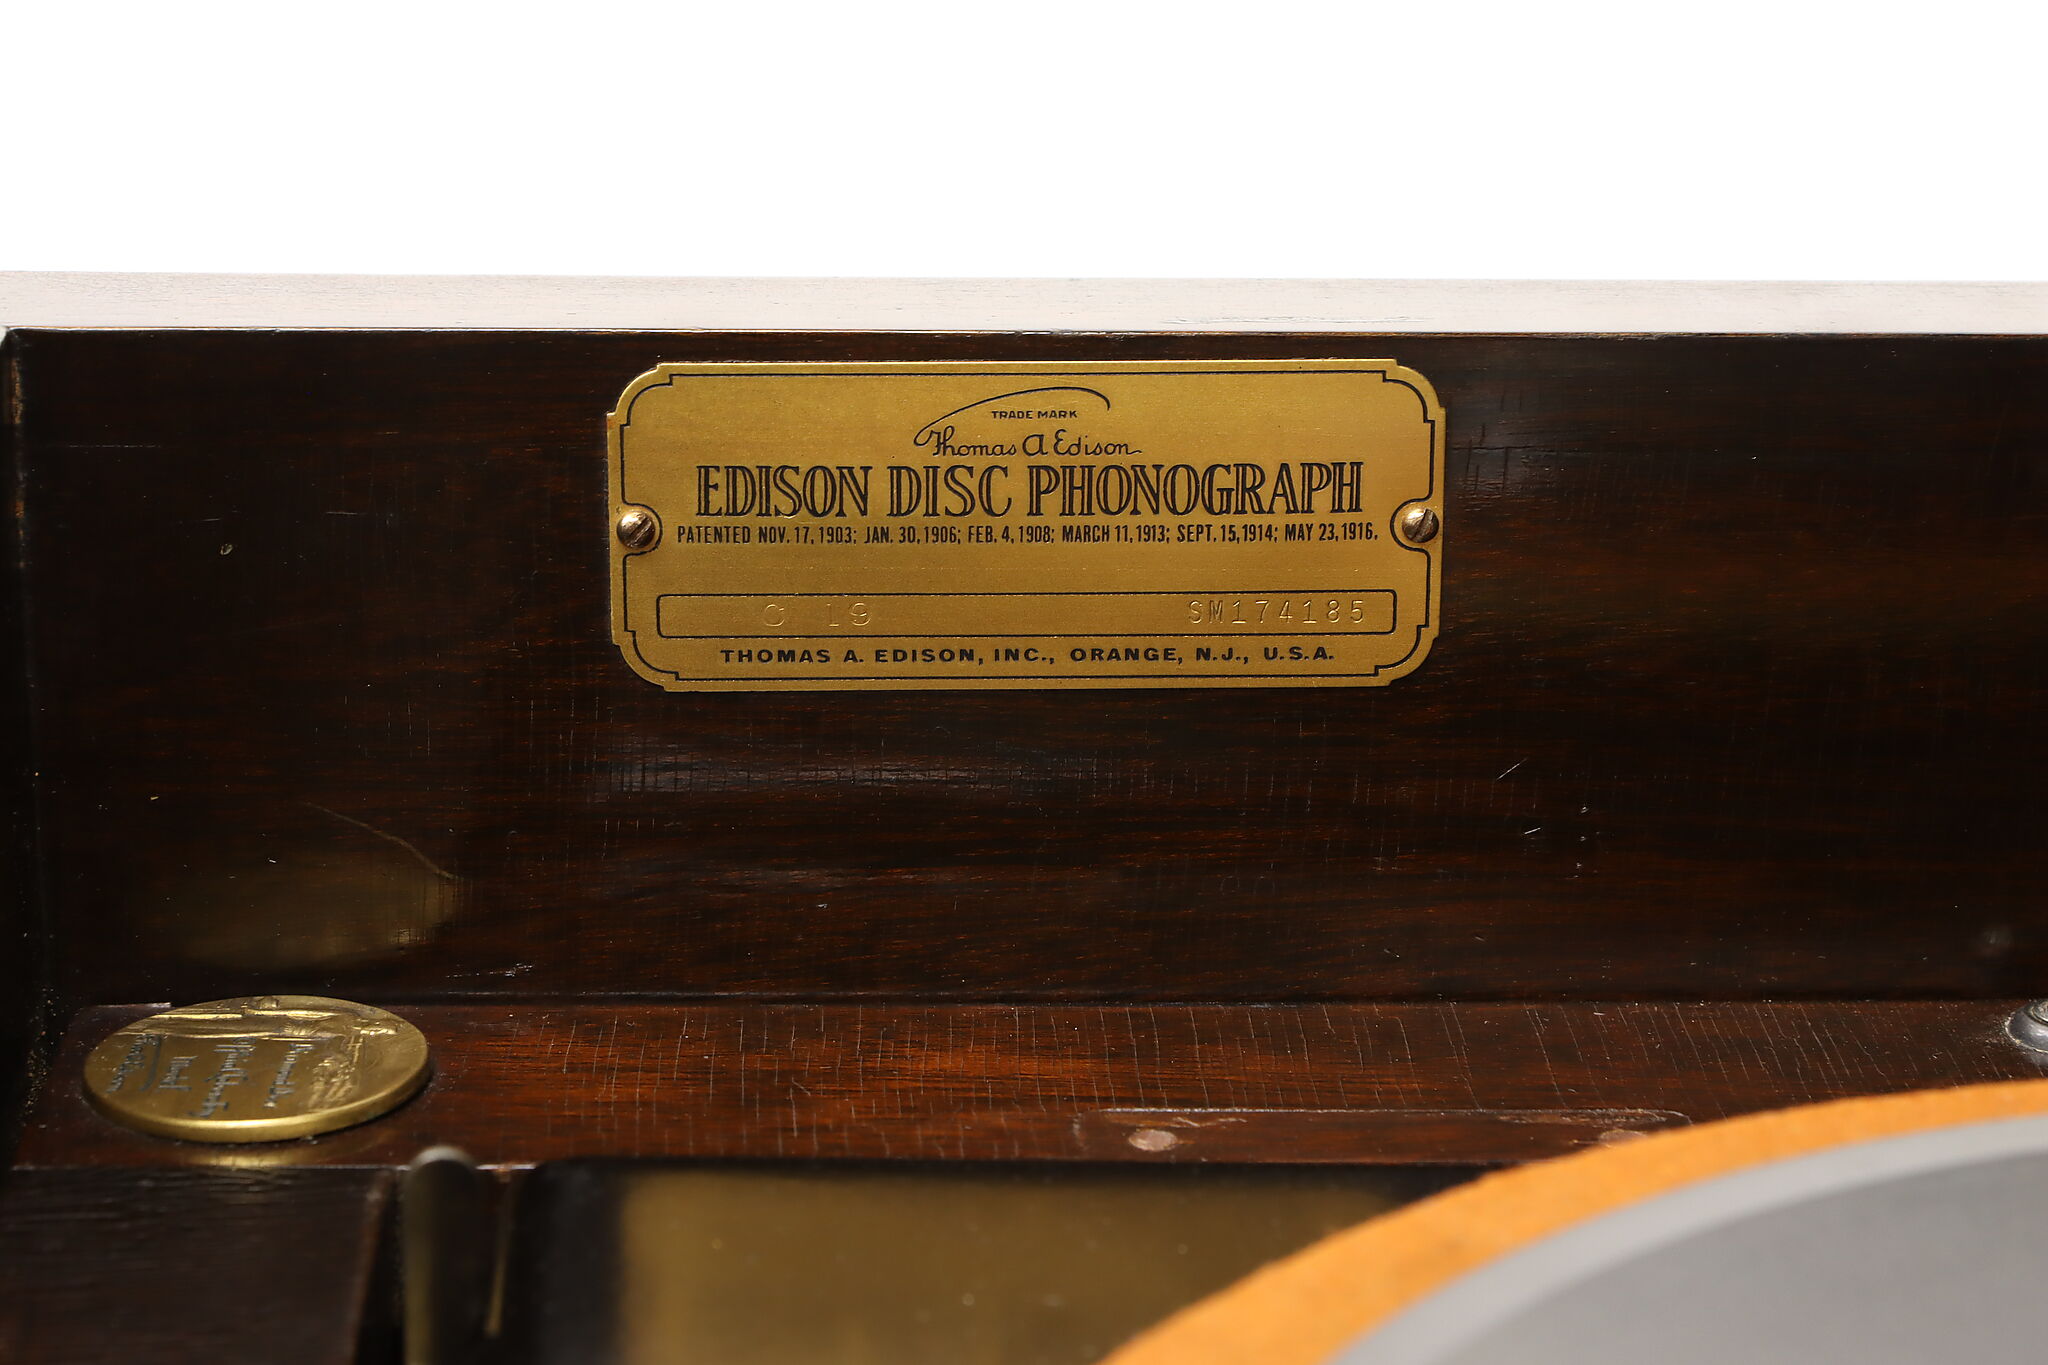 TRADE MARK
Thomas A Edison
EDISON DISC PHONOGRAPH
PATENTED NOV. 17, 1903; JAN. 30, 1906; FEB. 4, 1908; MARCH 11, 1913; SEPT. 15, 1914; MAY 23, 1916.
C 19 SM174185
THOMAS A. EDISON, INC., ORANGE, N.J., U.S.A.